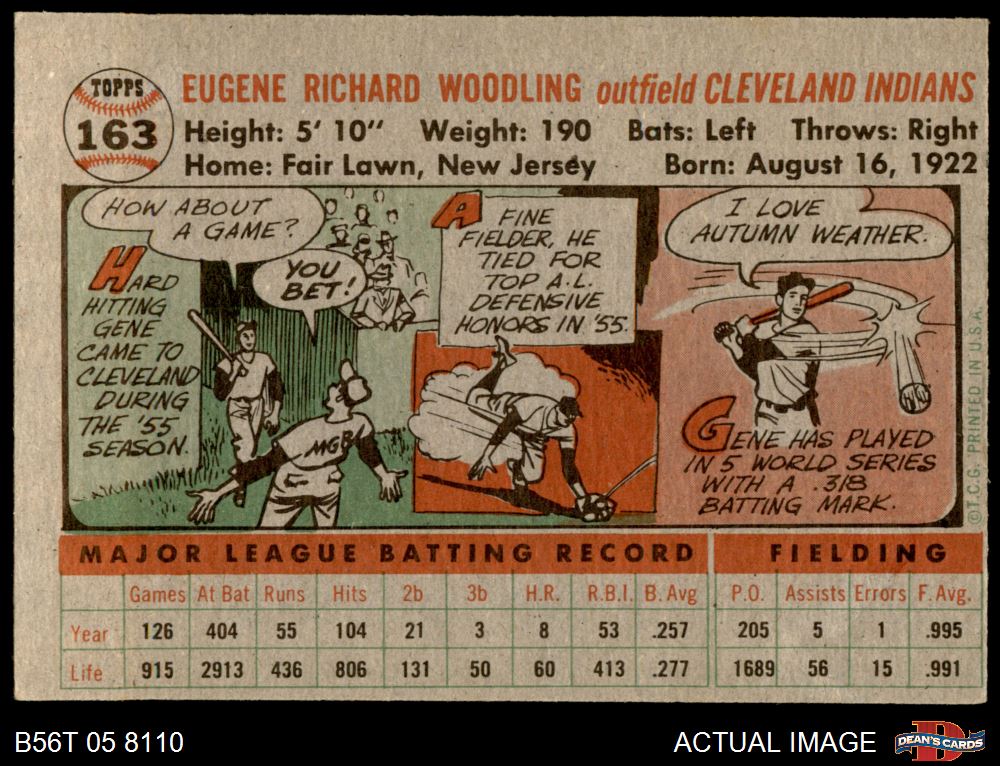 TOPPS
163
EUGENE RICHARD WOODLING outfield CLEVELAND INDIANS
Height: 5' 10" Weight: 190 Bats: Left Throws: Right
Home: Fair Lawn, New Jersey Born: August 16, 1922
HOW ABOUT
A GAME?
YOU
BET!
HARD
HITTING
GENE
CAME TO
CLEVELAND
DURING
THE '55
SEASON.
MGR
A FINE
FIELDER, HE
TIED FOR
TOP A.L.
DEFENSIVE
HONORS IN '55.
I LOVE
AUTUMN WEATHER.
GENE HAS PLAYED
IN 5 WORLD SERIES
WITH A .318
BATTING MARK.
©T.C.G. PRINTED IN U.S.A.
MAJOR LEAGUE BATTING RECORD FIELDING
Games At Bat Runs Hits 2b 3b H.R. R.B.I. B. Avg P.O. Assists Errors F. Avg.
Year 126 404 55 104 21 3 8 53 .257 205 5 1 .995
Life 915 2913 436 806 131 50 60 413 .277 1689 56 15 .991
B56T 05 8110
ACTUAL IMAGE
DEAN'S CARDS